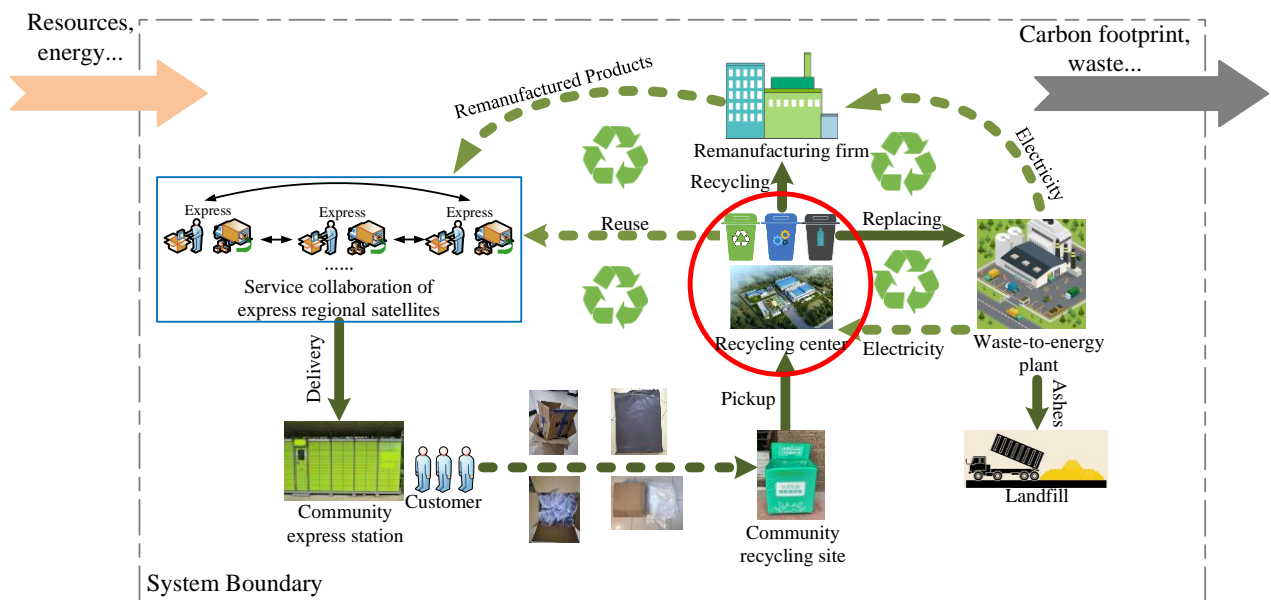 Resources,
energy...
Carbon footprint,
waste...
Remanufactured Products
Electricity
Remanufacturing firm
Recycling
Express
Express
Express
......
Service collaboration of
express regional satellites
Reuse
Replacing
Recycling center
Electricity
Waste-to-energy
plant
Delivery
Pickup
Ashes
Customer
Community
express station
Community
recycling site
Landfill
System Boundary